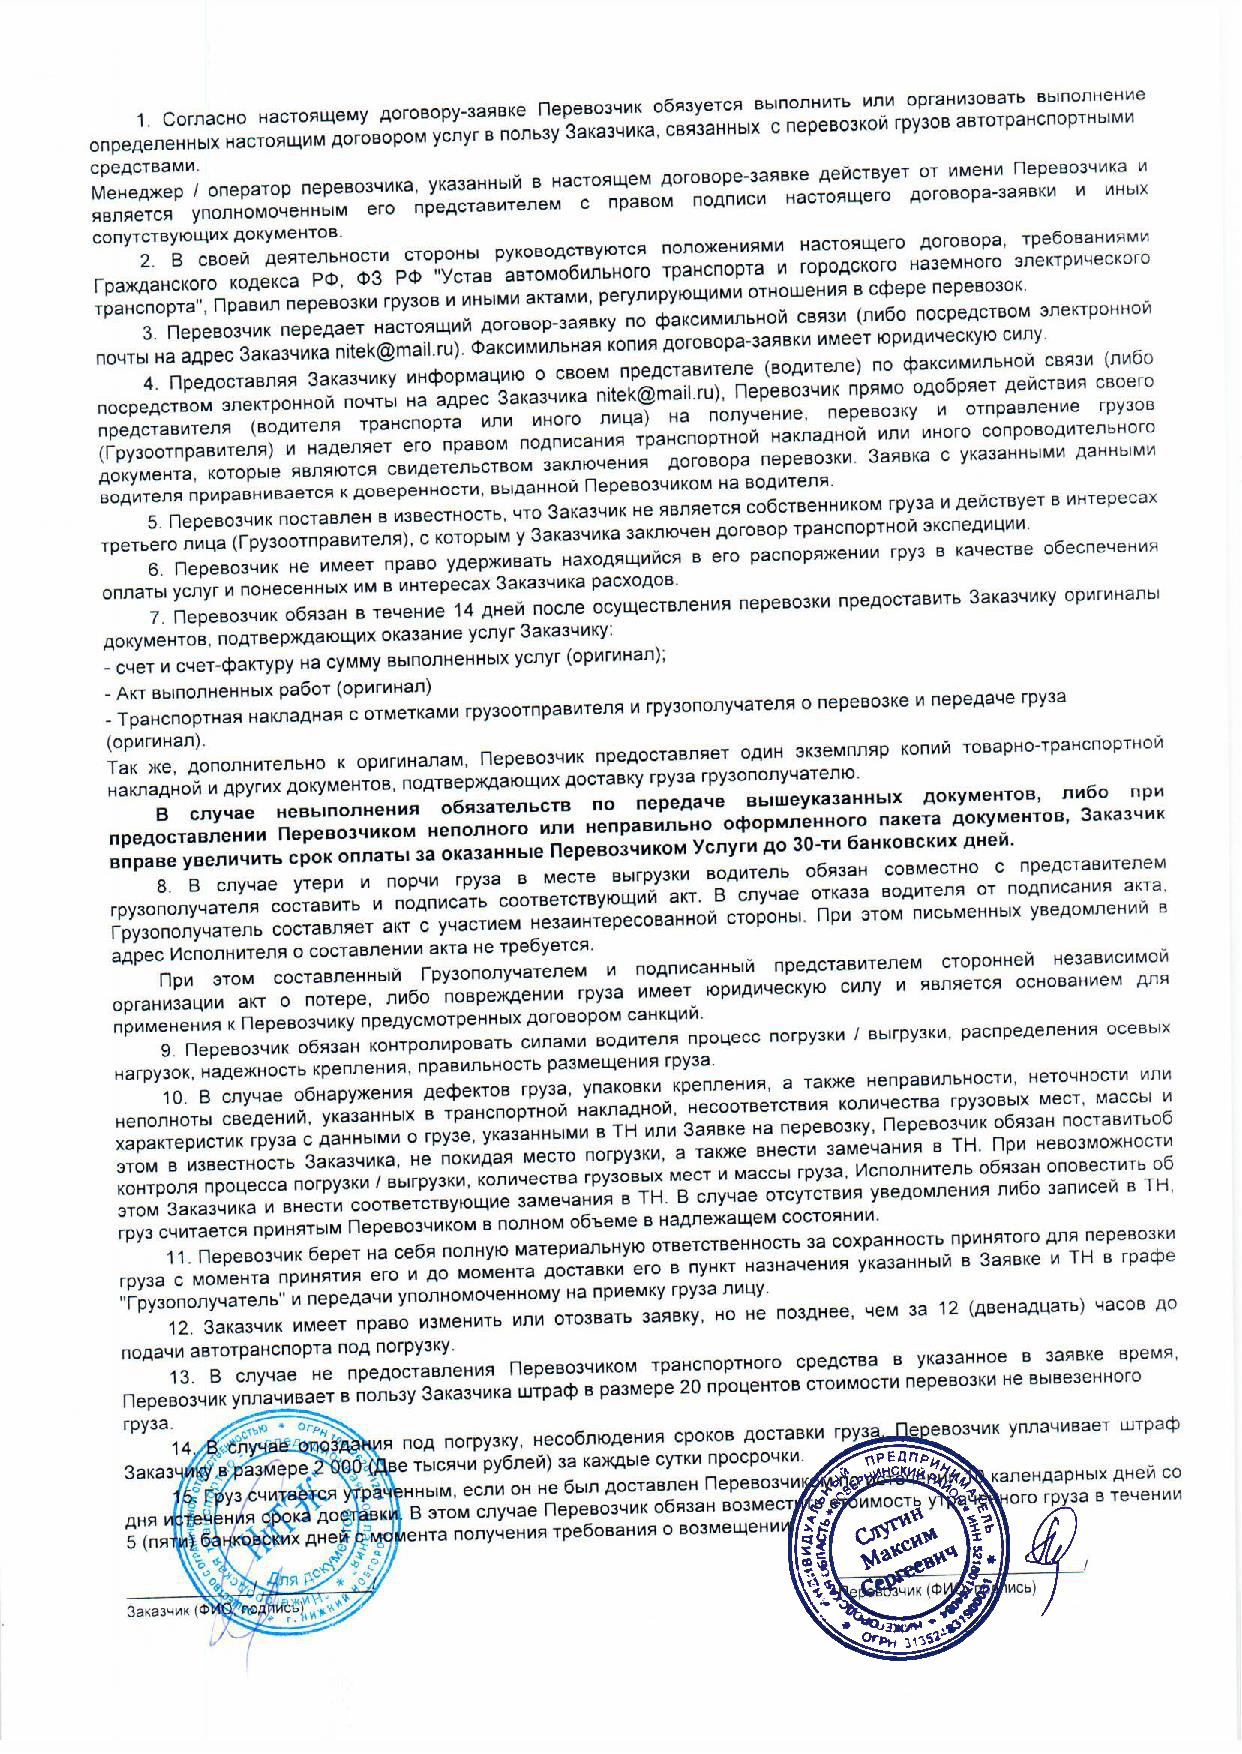 1. Согласно настоящему договору-заявке Перевозчик обязуется выполнить или организовать выполнение
определенных настоящим договором услуг в пользу Заказчика, связанных с перевозкой грузов автотранспортными
средствами.
Менеджер / оператор перевозчика, указанный в настоящем договоре-заявке действует от имени Перевозчика и
является уполномоченным его представителем с правом подписи настоящего договора-заявки и иных
сопутствующих документов.
2. В своей деятельности стороны руководствуются положениями настоящего договора, требованиями
Гражданского кодекса РФ, ФЗ РФ "Устав автомобильного транспорта и городского наземного электрического
транспорта", Правил перевозки грузов и иными актами, регулирующими отношения в сфере перевозок.
3. Перевозчик передает настоящий договор-заявку по факсимильной связи (либо посредством электронной
почты на адрес Заказчика nitek@mail.ru). Факсимильная копия договора-заявки имеет юридическую силу.
4. Предоставляя Заказчику информацию о своем представителе (водителе) по факсимильной связи (либо
посредством электронной почты на адрес Заказчика nitek@mail.ru), Перевозчик прямо одобряет действия своего
представителя (водителя транспорта или иного лица) на получение, перевозку и отправление грузов
(Грузоотправителя) и наделяет его правом подписания транспортной накладной или иного сопроводительного
документа, которые являются свидетельством заключения договора перевозки. Заявка с указанными данными
водителя приравнивается к доверенности, выданной Перевозчиком на водителя.
5. Перевозчик поставлен в известность, что Заказчик не является собственником груза и действует в интересах
третьего лица (Грузоотправителя), с которым у Заказчика заключен договор транспортной экспедиции.
6. Перевозчик не имеет право удерживать находящийся в его распоряжении груз в качестве обеспечения
оплаты услуг и понесенных им в интересах Заказчика расходов.
7. Перевозчик обязан в течение 14 дней после осуществления перевозки предоставить Заказчику оригиналы
документов, подтверждающих оказание услуг Заказчику:
- счет и счет-фактуру на сумму выполненных услуг (оригинал);
- Акт выполненных работ (оригинал)
- Транспортная накладная с отметками грузоотправителя и грузополучателя о перевозке и передаче груза
(оригинал).
Так же, дополнительно к оригиналам, Перевозчик предоставляет один экземпляр копий товарно-транспортной
накладной и других документов, подтверждающих доставку груза грузополучателю.
В случае невыполнения обязательств по передаче вышеуказанных документов, либо при
предоставлении Перевозчиком неполного или неправильно оформленного пакета документов, Заказчик
вправе увеличить срок оплаты за оказанные Перевозчиком Услуги до 30-ти банковских дней.
8. В случае утери и порчи груза в месте выгрузки водитель обязан совместно с представителем
грузополучателя составить и подписать соответствующий акт. В случае отказа водителя от подписания акта,
Грузополучатель составляет акт с участием незаинтересованной стороны. При этом письменных уведомлений в
адрес Исполнителя о составлении акта не требуется.
При этом составленный Грузополучателем и подписанный представителем сторонней независимой
организации акт о потере, либо повреждении груза имеет юридическую силу и является основанием для
применения к Перевозчику предусмотренных договором санкций.
9. Перевозчик обязан контролировать силами водителя процесс погрузки / выгрузки, распределения осевых
нагрузок, надежность крепления, правильность размещения груза.
10. В случае обнаружения дефектов груза, упаковки крепления, а также неправильности, неточности или
неполноты сведений, указанных в транспортной накладной, несоответствия количества грузовых мест, массы и
характеристик груза с данными о грузе, указанными в ТН или Заявке на перевозку, Перевозчик обязан поставитьоб
этом в известность Заказчика, не покидая место погрузки, а также внести замечания в ТН. При невозможности
контроля процесса погрузки / выгрузки, количества грузовых мест и массы груза, Исполнитель обязан оповестить об
этом Заказчика и внести соответствующие замечания в ТН. В случае отсутствия уведомления либо записей в ТН,
груз считается принятым Перевозчиком в полном объеме в надлежащем состоянии.
11. Перевозчик берет на себя полную материальную ответственность за сохранность принятого для перевозки
груза с момента принятия его и до момента доставки его в пункт назначения указанный в Заявке и ТН в графе
"Грузополучатель" и передачи уполномоченному на приемку груза лицу.
12. Заказчик имеет право изменить или отозвать заявку, но не позднее, чем за 12 (двенадцать) часов до
подачи автотранспорта под погрузку.
13. В случае не предоставления Перевозчиком транспортного средства в указанное в заявке время,
Перевозчик уплачивает в пользу Заказчика штраф в размере 20 процентов стоимости перевозки не вывезенного
груза.
14. В случае опоздания под погрузку, несоблюдения сроков доставки груза, Перевозчик уплачивает штраф
Заказчику в размере 2 000 (Две тысячи рублей) за каждые сутки просрочки.
15. Груз считается утраченным, если он не был доставлен Перевозчиком календарных дней со
дня истечения срока доставки. В этом случае Перевозчик обязан возместить стоимость утраченного груза в течении
5 (пяти) банковских дней с момента получения требования о возмещении
Заказчик (ФИО, подпись)
Перевозчик (ФИО, подпись)
"НИТЭК"
Для документов
г. Нижний Новгород
ИНДИВИДУАЛЬНЫЙ ПРЕДПРИНИМАТЕЛЬ
Слугин
Максим
Сергеевич